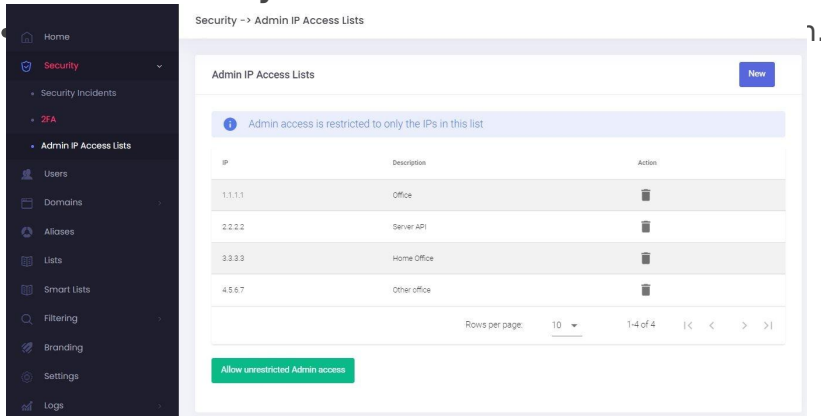 Security -> Admin IP Access Lists
Home
Security
Security Incidents
2FA
Admin IP Access Lists
Users
Domains
Aliases
Lists
Smart Lists
Filtering
Branding
Settings
Logs
Admin IP Access Lists
New
Admin access is restricted to only the IPs in this list
IP Description Action
1.1.1.1 Office
2.2.2.2 Server API
3.3.3.3 Home Office
4.5.6.7 Other office
Rows per page: 10 1-4 of 4
Allow unrestricted Admin access